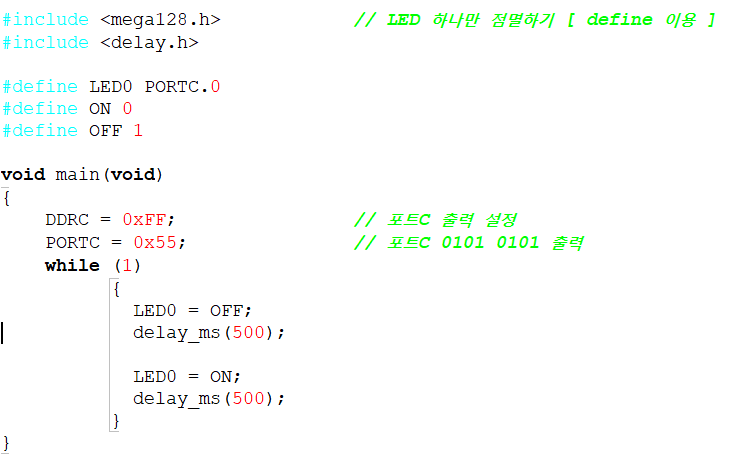 #include <mega128.h> // LED 하나만 점멸하기 [ define 이용 ]
#include <delay.h>
#define LED0 PORTC.0
#define ON 0
#define OFF 1
void main(void)
{
DDRC = 0xFF; // 포트C 출력 설정
PORTC = 0x55; // 포트C 0101 0101 출력
while (1)
{
LED0 = OFF;
delay_ms(500);
LED0 = ON;
delay_ms(500);
}
}